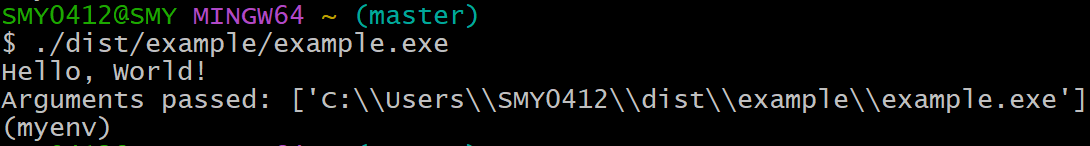 SMY0412@SMY MINGW64 ~ (master)
$ ./dist/example/example.exe
Hello, World!
Arguments passed: ['C:\\Users\\SMY0412\\dist\\example\\example.exe']
(myenv)